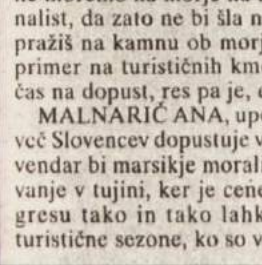 nalist, da zato ne bi šla n
pražiš na kamnu ob morj
primer na turističnih km
čas na dopust, res pa je,
MALNARIČ ANA, upo
več Slovencev dopustuje v
vendar bi marsikje moral
vanje v tujini, ker je cene
gresu tako in tako lahk
turistične sezone, ko so v